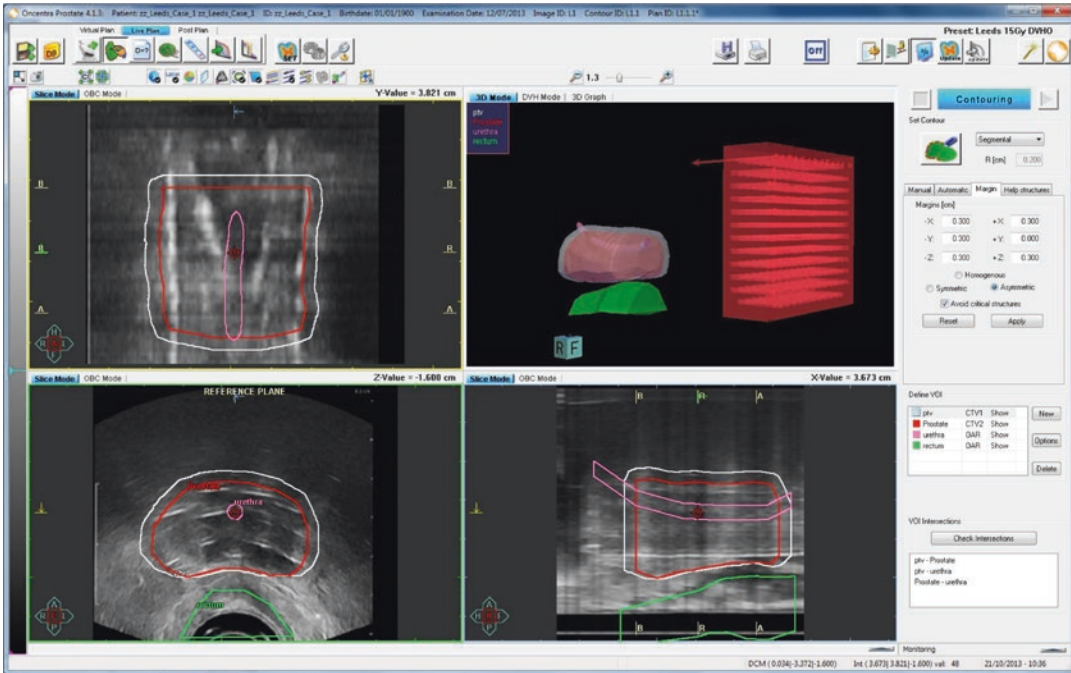 Oncentra Prostate 4.1.3: Patient: zz_Leeds_Case_1 zz_Leeds_Case_1 ID: zz_Leeds_Case_1 Birthdate: 01/01/1900 Examination Date: 12/07/2013 Image ID: L1 Contour ID: L1.1 Plan ID: L1.1.1*
Virtual Plan Live Plan Post Plan
Preset: Leeds 15Gy DVHO
D=?
SET
H
Off
Update
Update
1.3
Slice Mode OBC Mode Y-Value = 3.821 cm
3D Mode DVH Mode 3D Graph
Contouring
ptv
Prostate
urethra
rectum
Set Contour
Segmental
R [cm] 0.200
Manual Automatic Margin Help structures
Margins [cm]
-X: 0.300 +X: 0.300
-Y: 0.300 +Y: 0.000
-Z: 0.300 +Z: 0.300
Homogenous
Symmetric Asymmetric
Avoid critical structures
Reset Apply
B B
B R
A A
R F
Slice Mode OBC Mode Z-Value = -1.600 cm
REFERENCE PLANE
urethra
rectum
Slice Mode OBC Mode X-Value = 3.673 cm
B R A
B R A
Define VOI
ptv CTV1 Show
Prostate CTV2 Show
urethra OAR Show
rectum OAR Show
New
Options
Delete
VOI Intersections
Check Intersections
ptv - Prostate
ptv - urethra
Prostate - urethra
Monitoring
DCM ( 0.034|-3.372|-1.600) Int ( 3.673| 3.821|-1.600) val: 48 21/10/2013 - 10:36